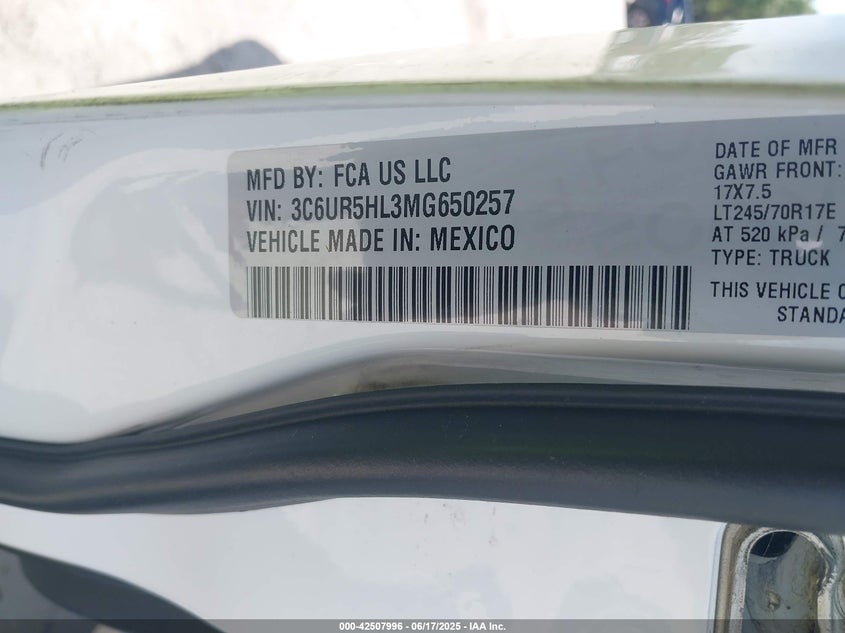 MFD BY: FCA US LLC
VIN: 3C6UR5HL3MG650257
VEHICLE MADE IN: MEXICO
DATE OF MFR
GAWR FRONT:
17X7.5
LT245/70R17E
AT 520 kPa / 7
TYPE: TRUCK
THIS VEHICLE
STANDA
000-42507996 - 06/17/2025 - IAA Inc.